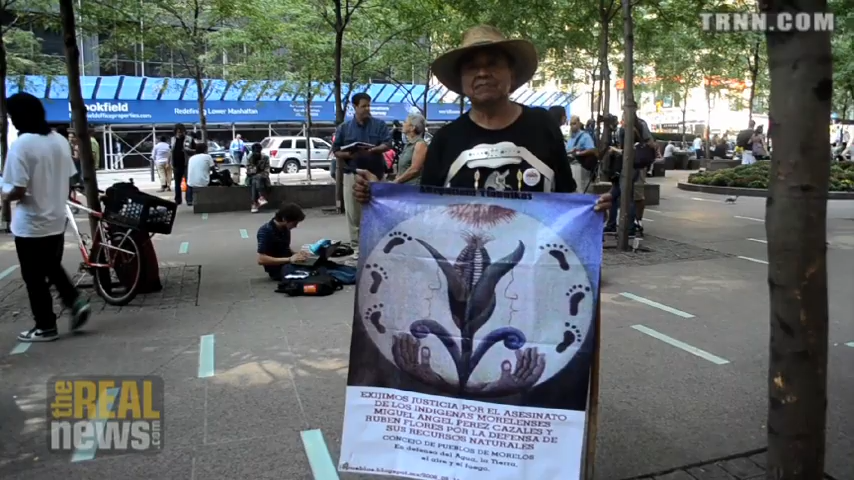 TRNN.COM
Brookfield
Redefining Lower Manhattan
EXIJIMOS JUSTICIA POR EL ASESINATO
DE LOS INDIGENAS MORELENSES
MIGUEL ANGEL PEREZ CAZALES Y
RUBEN FLORES POR LA DEFENSA DE
SUS RECURSOS NATURALES
CONCEJO DE PUEBLOS DE MORELOS
En defensa del Agua, la Tierra,
el aire y el fuego.
the REAL
news.com